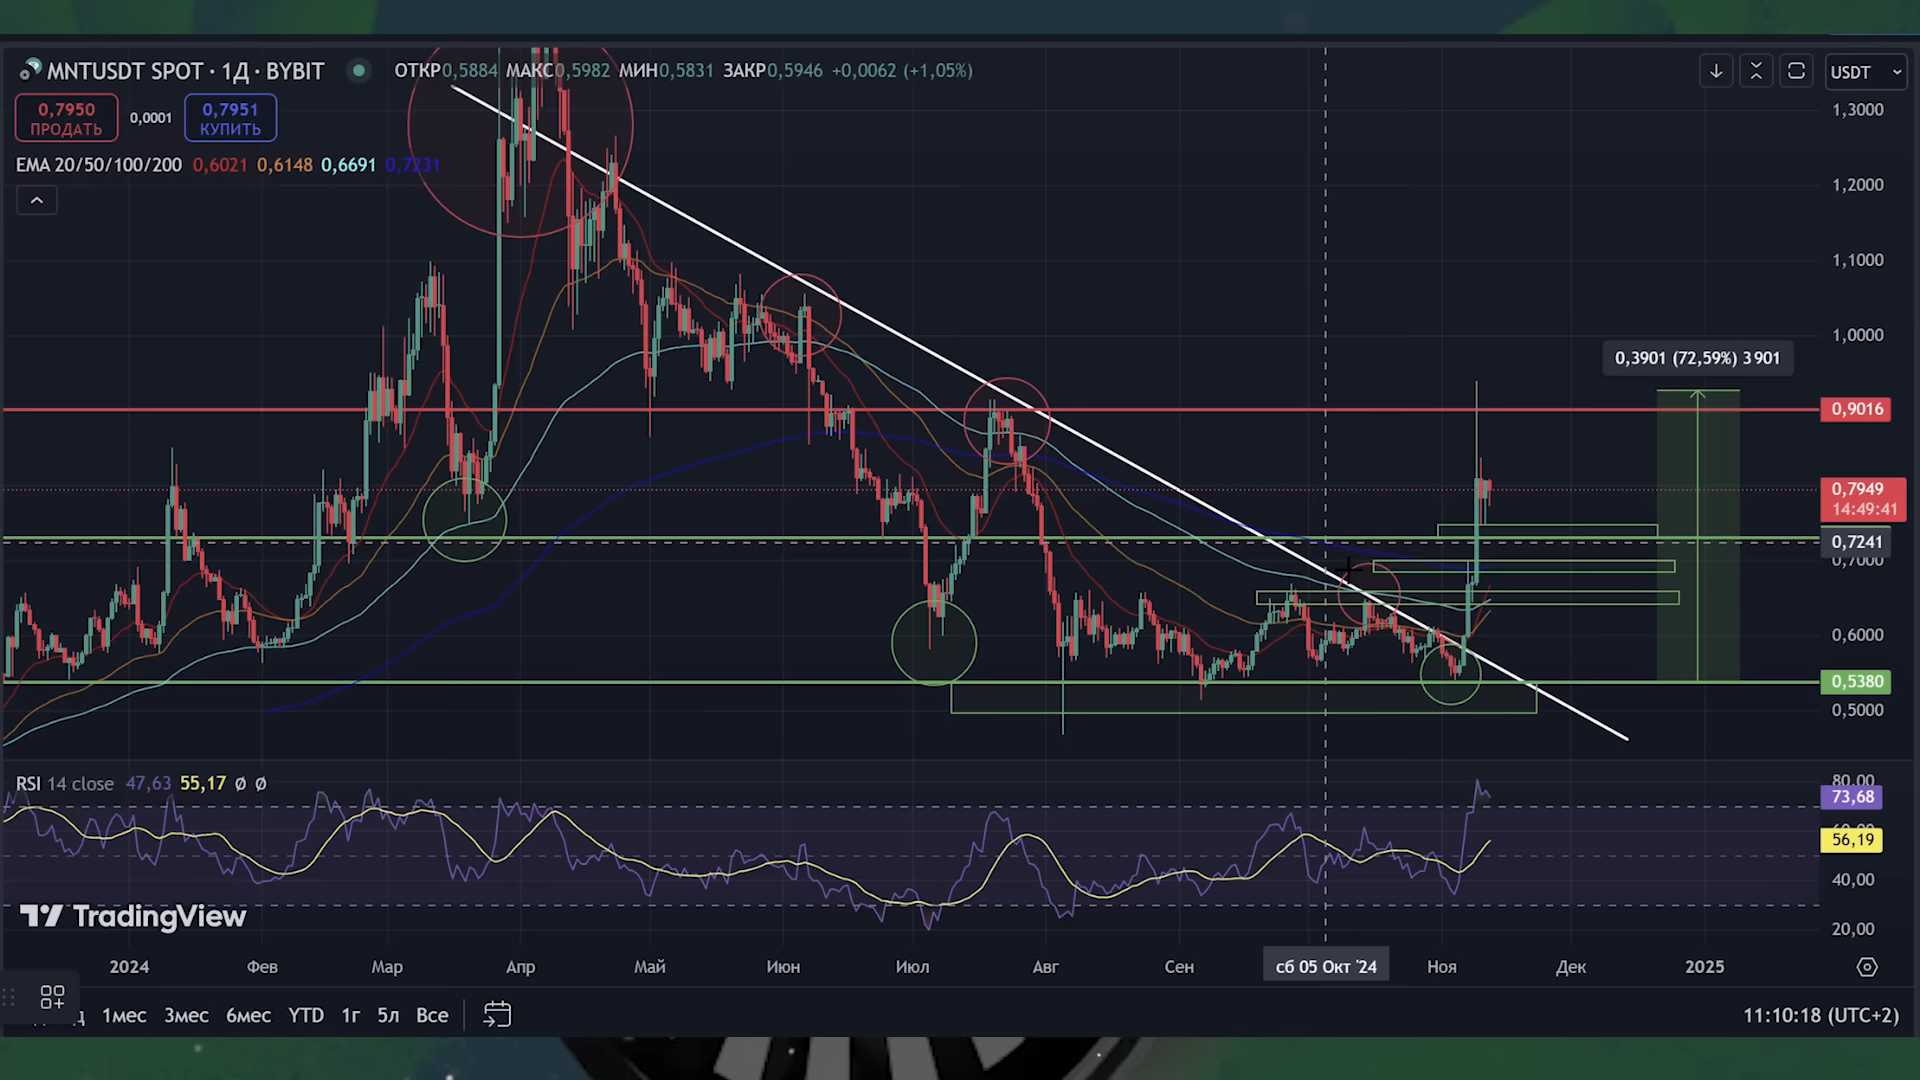 MNTUSDT SPOT · 1Д · BYBIT ОТКР0,5884 МАКС0,5982 МИН0,5831 ЗАКР0,5946 +0,0062 (+1,05%)
USDT
0,7950
ПРОДАТЬ
0,0001
0,7951
КУПИТЬ
EMA 20/50/100/200 0,6021 0,6148 0,6691 0,7231
1,3000
1,2000
1,1000
1,0000
0,3901 (72,59%) 3 901
0,9016
0,7949
14:49:41
0,7241
0,7000
0,6000
0,5380
0,5000
RSI 14 close 47,63 55,17 Ø Ø
80,00
73,68
56,19
40,00
20,00
TradingView
2024 Фев Мар Апр Май Июн Июл Авг Сен сб 05 Окт '24 Ноя Дек 2025
1мес 3мес 6мес YTD 1г 5л Все
11:10:18 (UTC+2)